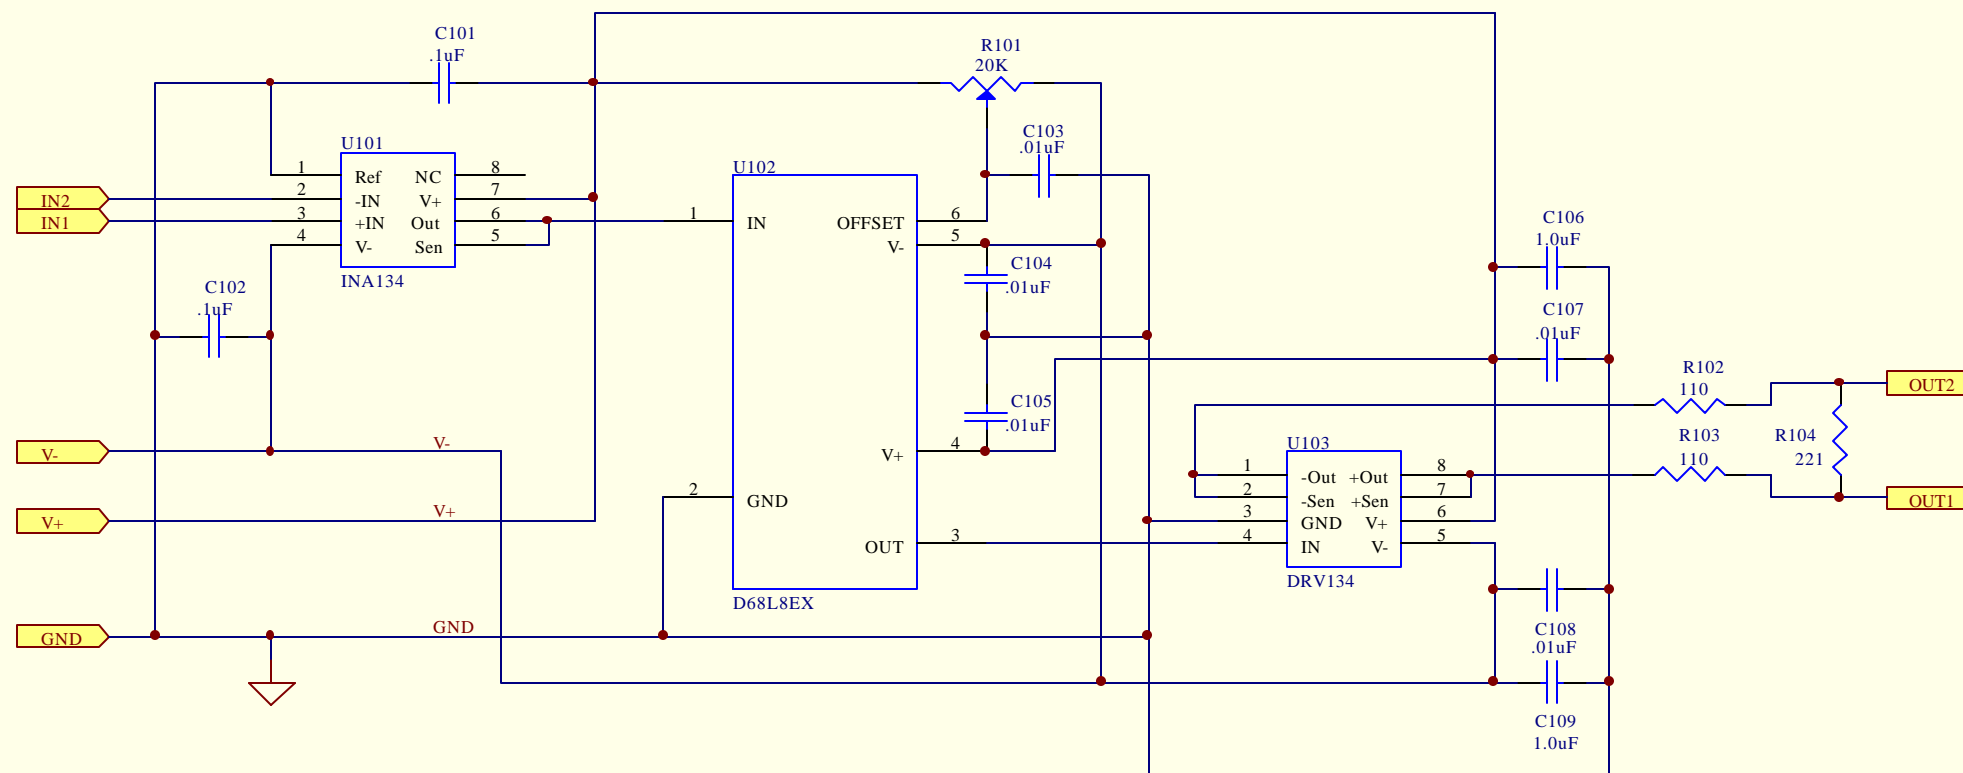 C101
.1uF
R101
20K
U101
1 Ref NC 8
2 -IN V+ 7
3 +IN Out 6
4 V- Sen 5
INA134
IN2
IN1
C102
.1uF
C103
.01uF
U102
1 IN OFFSET 6
V- 5
C104
.01uF
C105
.01uF
V+ 4
2 GND
OUT 3
D68L8EX
C106
1.0uF
C107
.01uF
R102
110
R103
110
R104
221
OUT2
OUT1
U103
1 -Out +Out 8
2 -Sen +Sen 7
3 GND V+ 6
4 IN V- 5
DRV134
V- V-
V+ V+
GND GND
C108
.01uF
C109
1.0uF